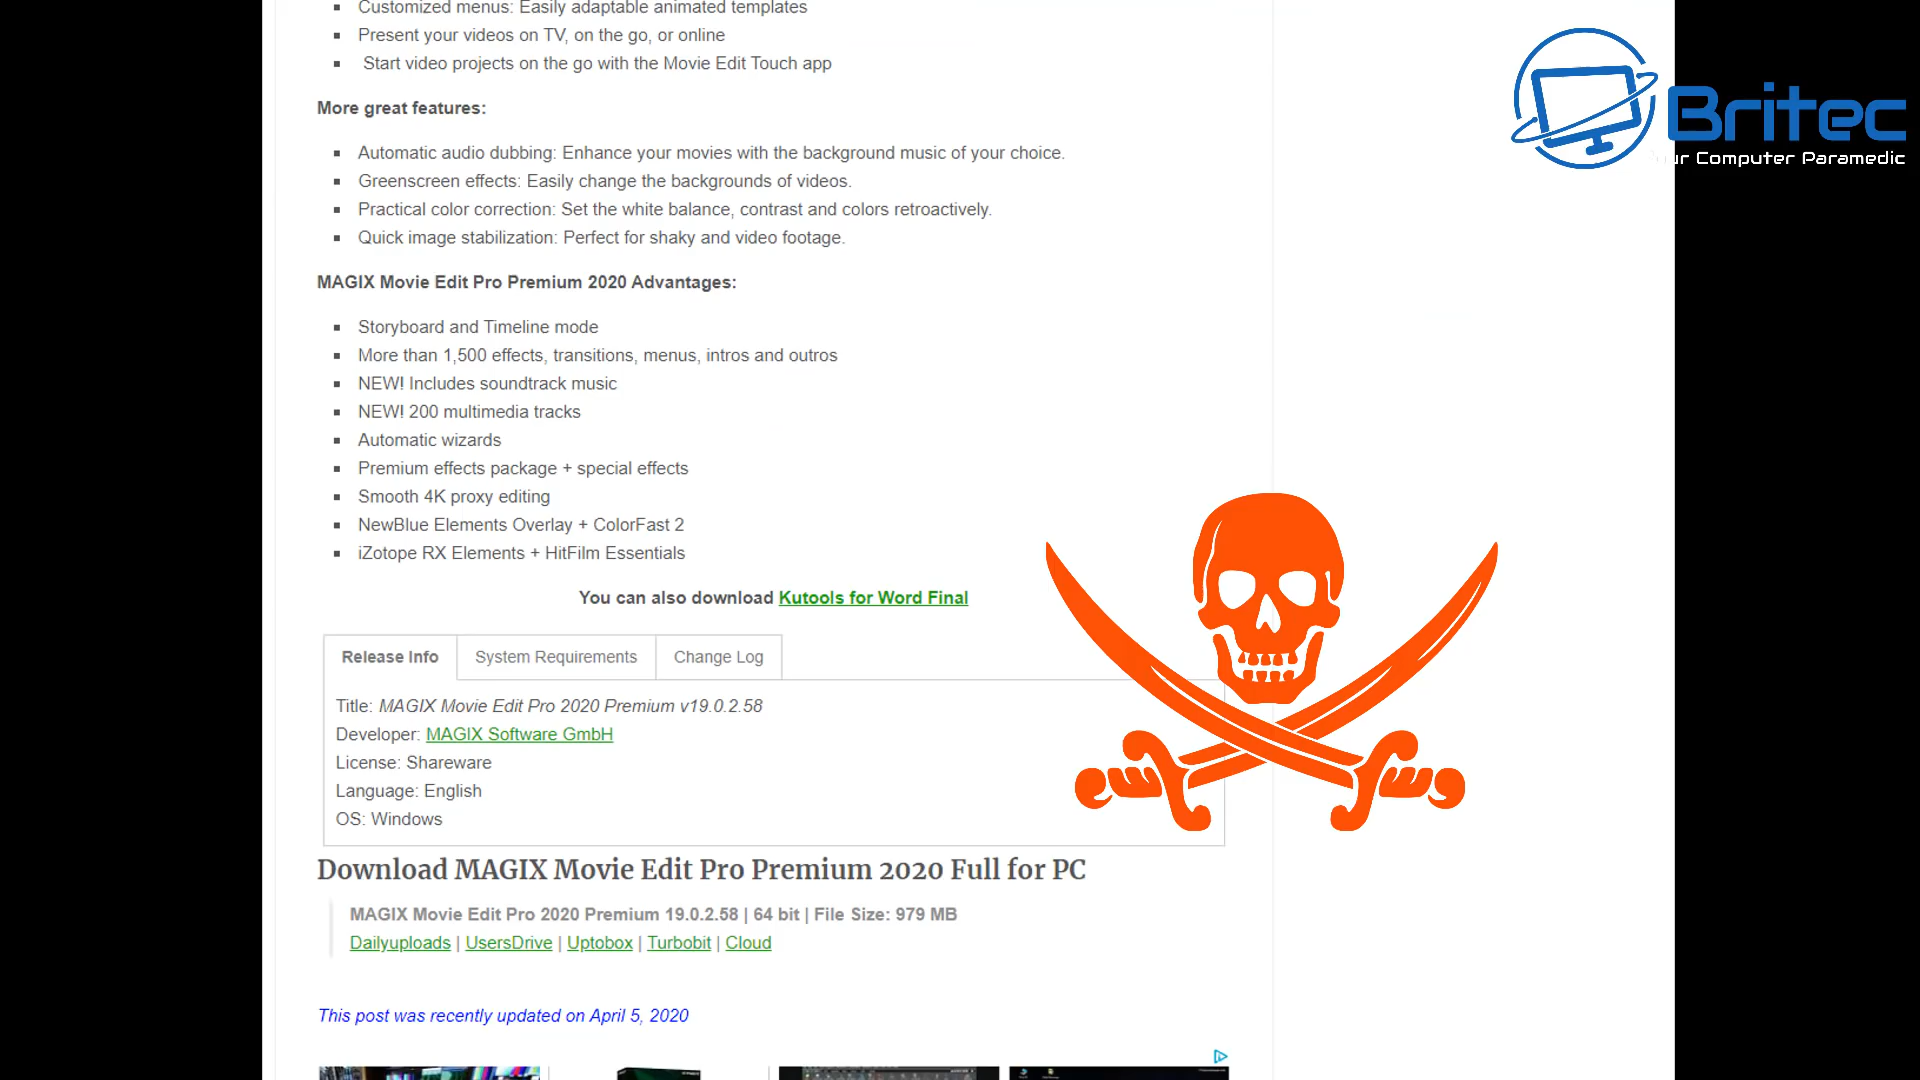 Customized menus: Easily adaptable animated templates
Present your videos on TV, on the go, or online
Start video projects on the go with the Movie Edit Touch app
More great features:
Automatic audio dubbing: Enhance your movies with the background music of your choice.
Greenscreen effects: Easily change the backgrounds of videos.
Practical color correction: Set the white balance, contrast and colors retroactively.
Quick image stabilization: Perfect for shaky and video footage.
MAGIX Movie Edit Pro Premium 2020 Advantages:
Storyboard and Timeline mode
More than 1,500 effects, transitions, menus, intros and outros
NEW! Includes soundtrack music
NEW! 200 multimedia tracks
Automatic wizards
Premium effects package + special effects
Smooth 4K proxy editing
NewBlue Elements Overlay + ColorFast 2
iZotope RX Elements + HitFilm Essentials
You can also download Kutools for Word Final
Release Info System Requirements Change Log
Title: MAGIX Movie Edit Pro 2020 Premium v19.0.2.58
Developer: MAGIX Software GmbH
License: Shareware
Language: English
OS: Windows
Download MAGIX Movie Edit Pro Premium 2020 Full for PC
MAGIX Movie Edit Pro 2020 Premium 19.0.2.58 | 64 bit | File Size: 979 MB
Dailyuploads | UsersDrive | Uptobox | Turbobit | Cloud
This post was recently updated on April 5, 2020
Britec
Computer Paramedic